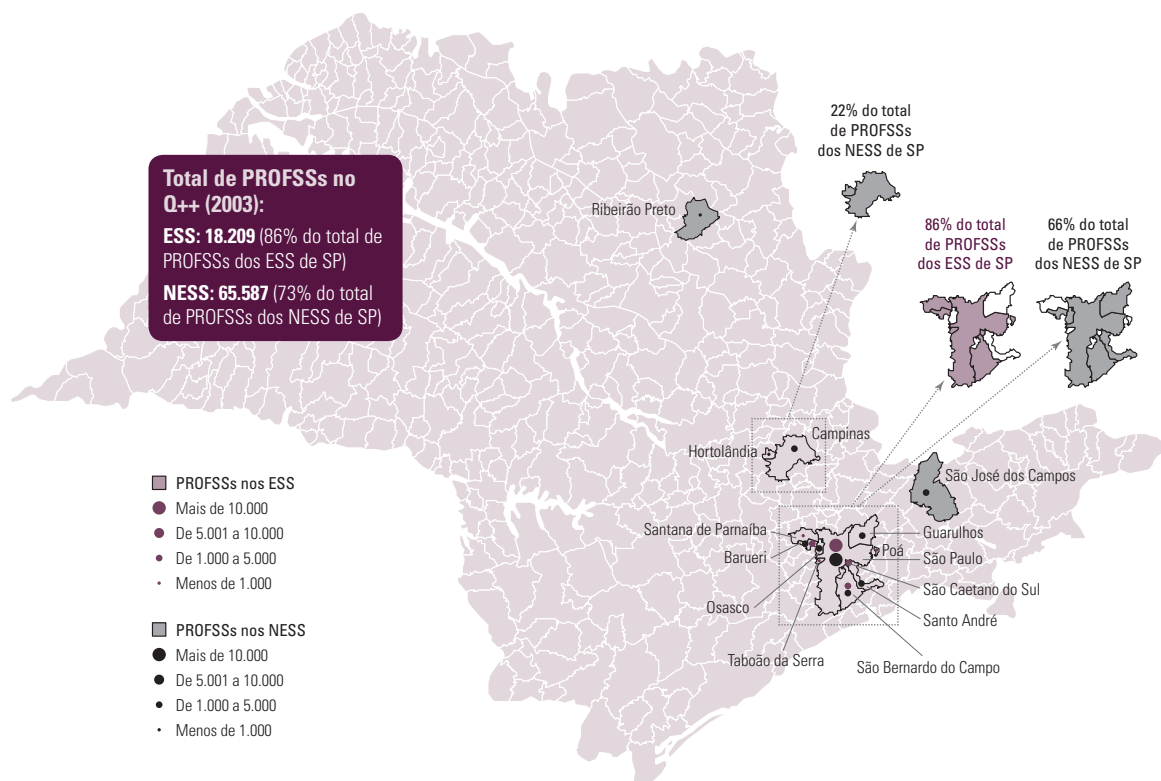 Total de PROFSSs no
Q++ (2003):
ESS: 18.209 (86% do total de
PROFSSs dos ESS de SP)
NESS: 65.587 (73% do total
de PROFSSs dos NESS de SP)
22% do total
de PROFSSs
dos NESS de SP
86% do total
de PROFSSs
dos ESS de SP
66% do total
de PROFSSs
dos NESS de SP
Ribeirão Preto
Campinas
Hortolândia
São José dos Campos
Santana de Parnaíba
Barueri
Osasco
Taboão da Serra
Guarulhos
Poá
São Paulo
São Caetano do Sul
Santo André
São Bernardo do Campo
PROFSSs nos ESS
Mais de 10.000
De 5.001 a 10.000
De 1.000 a 5.000
Menos de 1.000
PROFSSs nos NESS
Mais de 10.000
De 5.001 a 10.000
De 1.000 a 5.000
Menos de 1.000